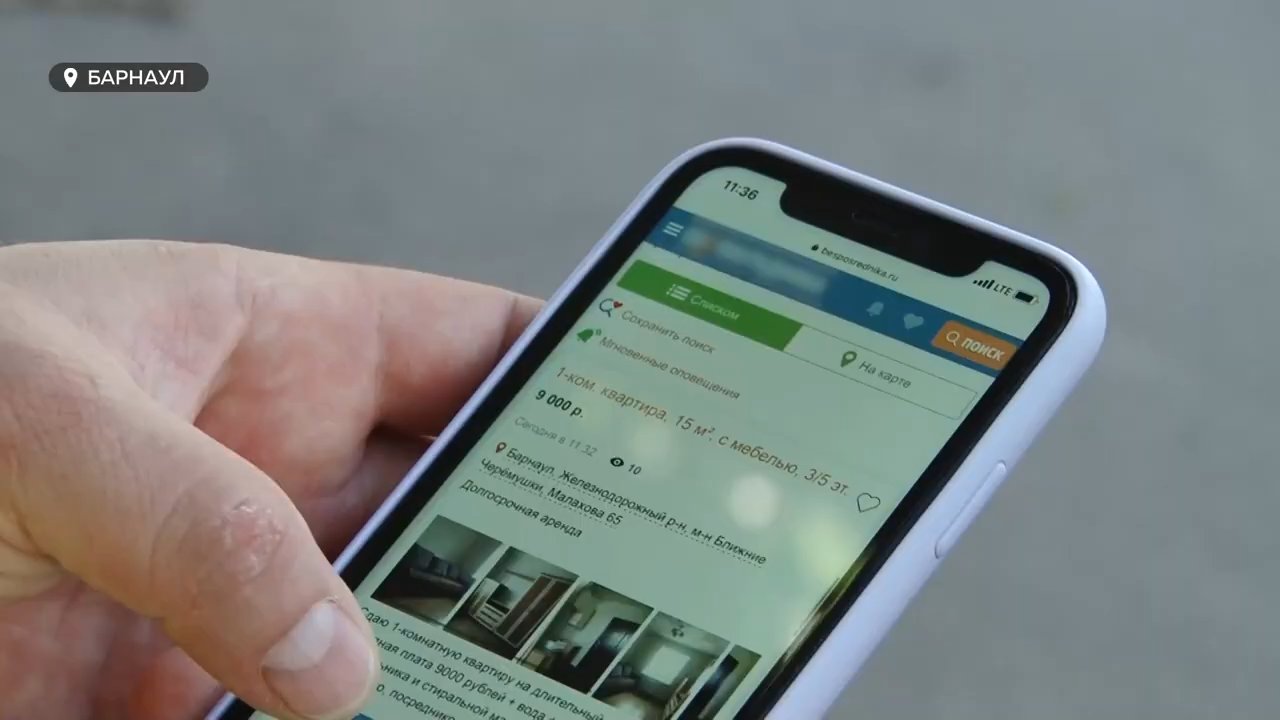 БАРНАУЛ
11:36
besposrednika.ru
LTE
ПОИСК
Списком
На карте
Сохранить поиск
Мгновенные оповещения
1-ком. квартира, 15 м², с мебелью, 3/5 эт.
9 000 р.
Сегодня в 11:32
10
Барнаул, Железнодорожный р-н, м-н Ближние
Черёмушки, Малахова 65
Долгосрочная аренда
Сдаю 1-комнатную квартиру на длительный
плата 9000 рублей + вода +
и стиральной